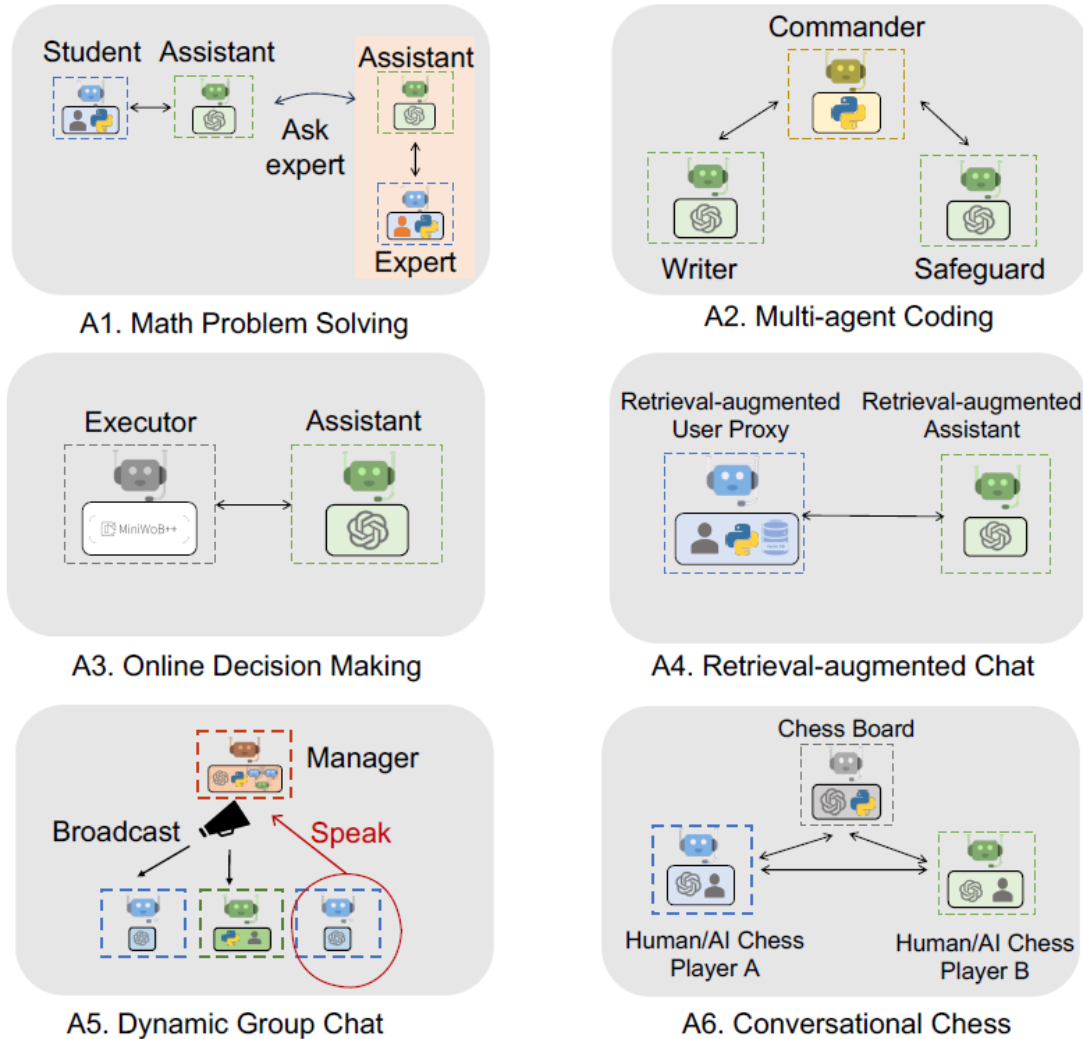 Student
Assistant
Ask
expert
Assistant
Expert
A1. Math Problem Solving
Commander
Writer
Safeguard
A2. Multi-agent Coding
Executor
Assistant
MiniWoB++
A3. Online Decision Making
Retrieval-augmented
User Proxy
Retrieval-augmented
Assistant
A4. Retrieval-augmented Chat
Manager
Broadcast
Speak
A5. Dynamic Group Chat
Chess Board
Human/AI Chess
Player A
Human/AI Chess
Player B
A6. Conversational Chess